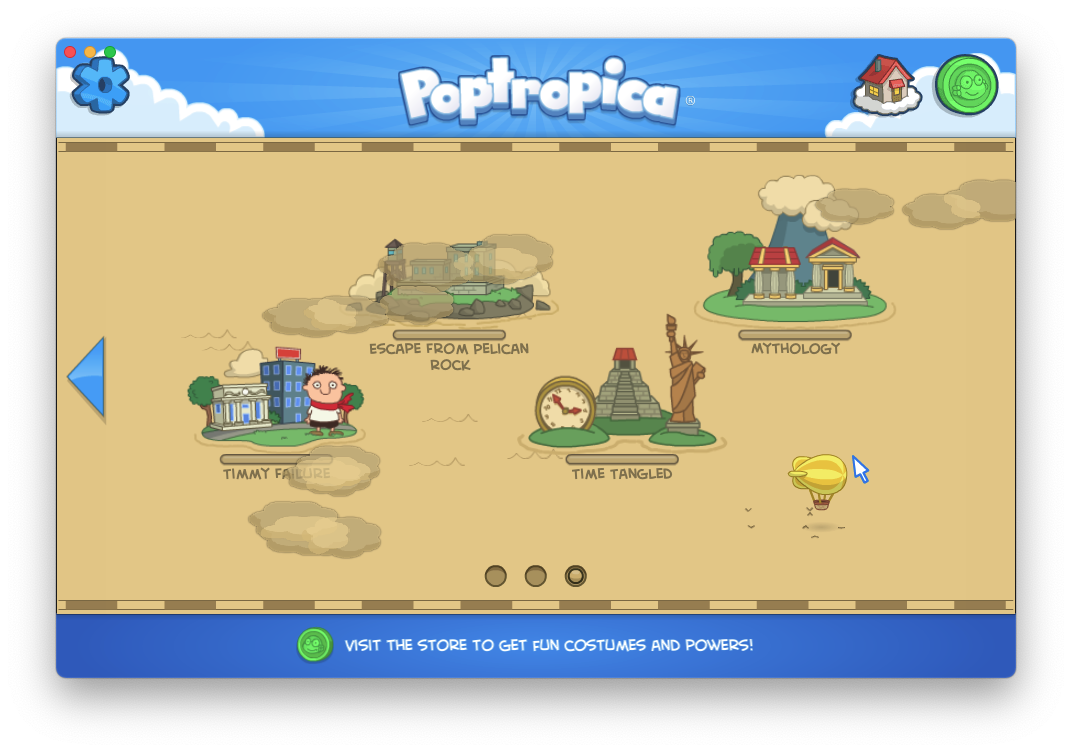 Poptropica®
ESCAPE FROM PELICAN
ROCK
MYTHOLOGY
TIMMY FAILURE
TIME TANGLED
VISIT THE STORE TO GET FUN COSTUMES AND POWERS!